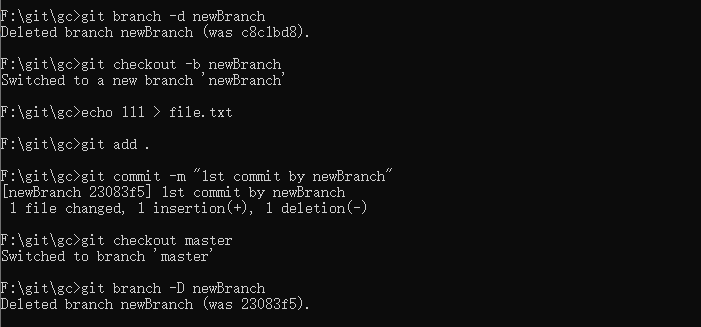 F:\git\gc>git branch -d newBranch
Deleted branch newBranch (was c8c1bd8).
F:\git\gc>git checkout -b newBranch
Switched to a new branch 'newBranch'
F:\git\gc>echo 111 > file.txt
F:\git\gc>git add .
F:\git\gc>git commit -m "1st commit by newBranch"
[newBranch 23083f5] 1st commit by newBranch
1 file changed, 1 insertion(+), 1 deletion(-)
F:\git\gc>git checkout master
Switched to branch 'master'
F:\git\gc>git branch -D newBranch
Deleted branch newBranch (was 23083f5).